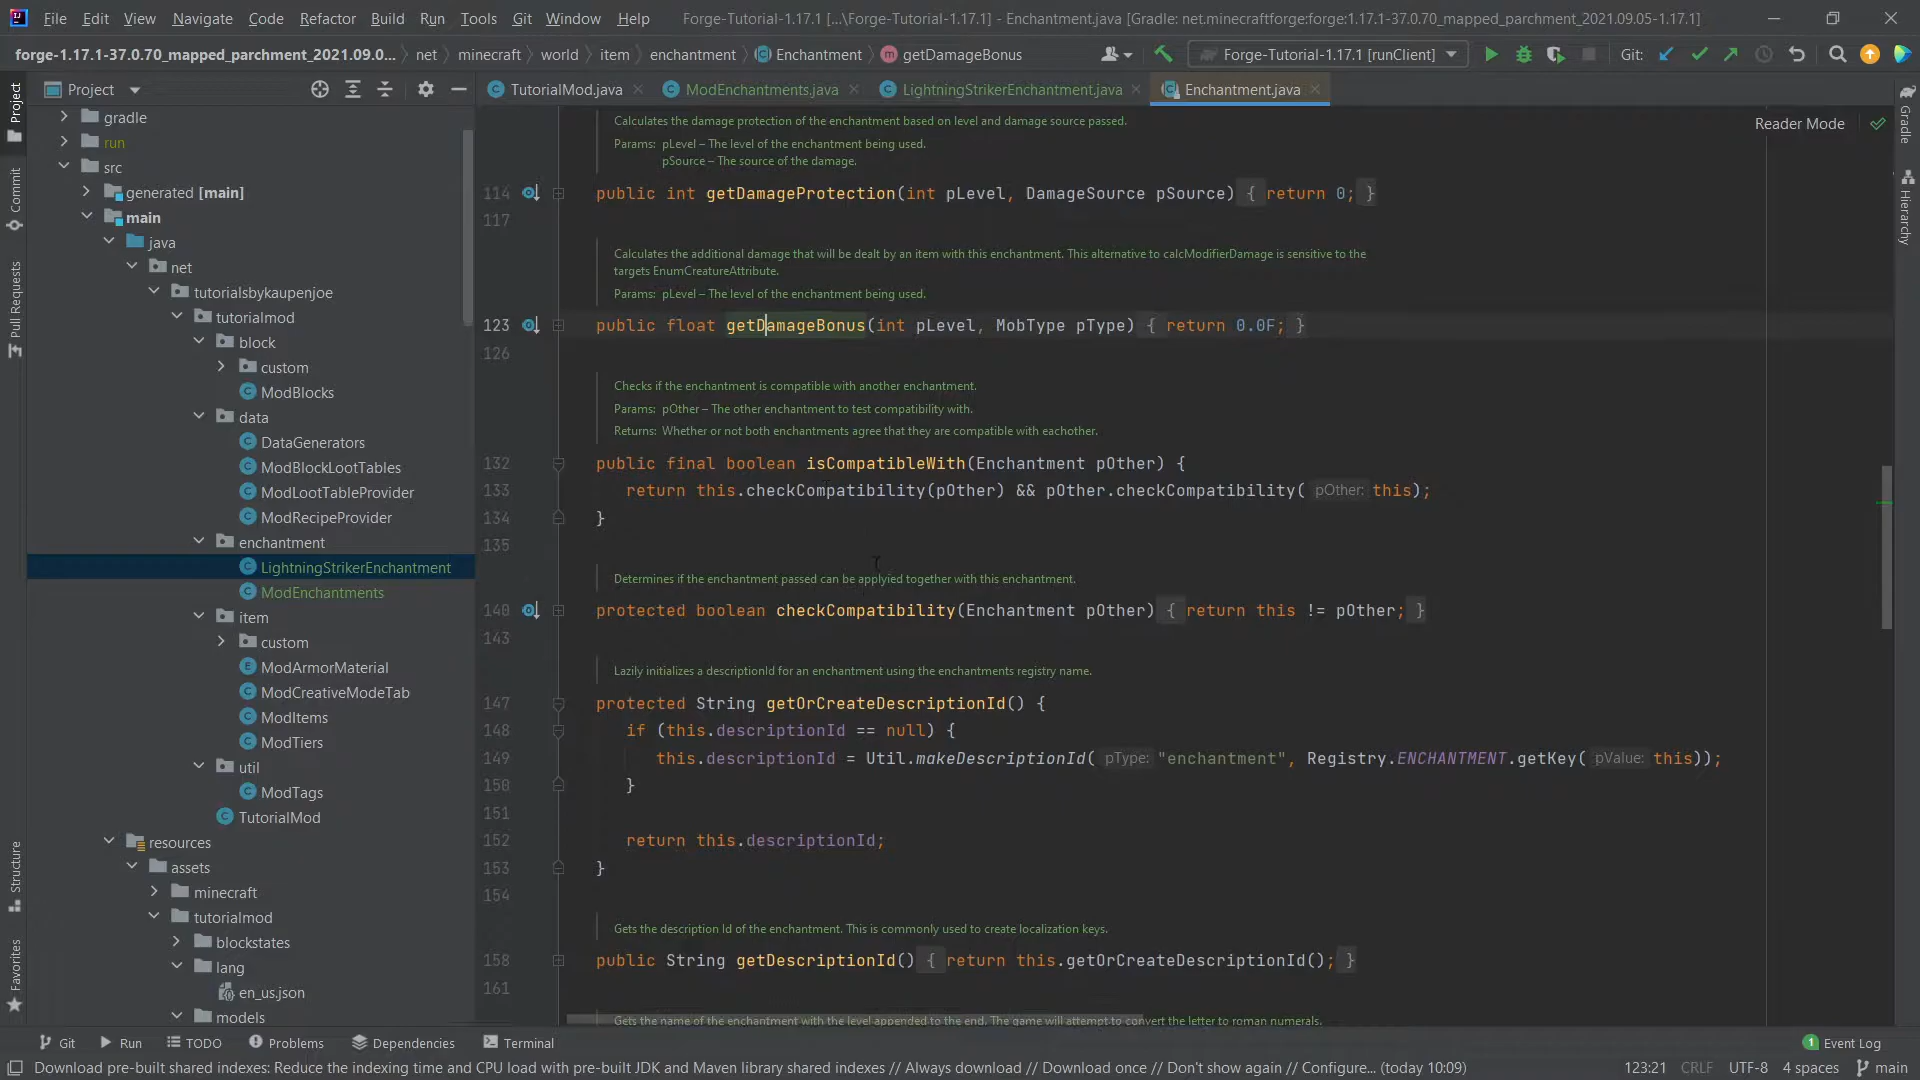 File Edit View Navigate Code Refactor Build Run Tools Git Window Help Forge-Tutorial-1.17.1 [...\Forge-Tutorial-1.17.1] - Enchantment.java [Gradle: net.minecraftforge:forge:1.17.1-37.0.70_mapped_parchment_2021.09.05-1.17.1]
forge-1.17.1-37.0.70_mapped_parchment_2021.09.0... net minecraft world item enchantment Enchantment getDamageBonus Forge-Tutorial-1.17.1 [runClient] Git:
Project
TutorialMod.java ModEnchantments.java LightningStrikerEnchantment.java Enchantment.java
Reader Mode
Project
Commit
Pull Requests
Structure
Favorites
Gradle
Hierarchy
gradle
run
src
generated [main]
main
java
net
tutorialsbykaupenjoe
tutorialmod
block
custom
ModBlocks
data
DataGenerators
ModBlockLootTables
ModLootTableProvider
ModRecipeProvider
enchantment
LightningStrikerEnchantment
ModEnchantments
item
custom
ModArmorMaterial
ModCreativeModeTab
ModItems
ModTiers
util
ModTags
TutorialMod
resources
assets
minecraft
tutorialmod
blockstates
lang
en_us.json
models
Calculates the damage protection of the enchantment based on level and damage source passed.
Params: pLevel – The level of the enchantment being used.
pSource – The source of the damage.
114 public int getDamageProtection(int pLevel, DamageSource pSource) { return 0; }
117
Calculates the additional damage that will be dealt by an item with this enchantment. This alternative to calcModifierDamage is sensitive to the
targets EnumCreatureAttribute.
Params: pLevel – The level of the enchantment being used.
123 public float getDamageBonus(int pLevel, MobType pType) { return 0.0F; }
126
Checks if the enchantment is compatible with another enchantment.
Params: pOther – The other enchantment to test compatibility with.
Returns: Whether or not both enchantments agree that they are compatible with eachother.
132 public final boolean isCompatibleWith(Enchantment pOther) {
133 return this.checkCompatibility(pOther) && pOther.checkCompatibility( pOther: this);
134 }
135
Determines if the enchantment passed can be applyied together with this enchantment.
140 protected boolean checkCompatibility(Enchantment pOther) { return this != pOther; }
143
Lazily initializes a descriptionId for an enchantment using the enchantments registry name.
147 protected String getOrCreateDescriptionId() {
148 if (this.descriptionId == null) {
149 this.descriptionId = Util.makeDescriptionId( pType: "enchantment", Registry.ENCHANTMENT.getKey( pValue: this));
150 }
151
152 return this.descriptionId;
153 }
154
Gets the description Id of the enchantment. This is commonly used to create localization keys.
158 public String getDescriptionId() { return this.getOrCreateDescriptionId(); }
161
Gets the name of the enchantment with the level appended to the end. The game will attempt to convert the letter to roman numerals.
Git Run TODO Problems Dependencies Terminal 1 Event Log
Download pre-built shared indexes: Reduce the indexing time and CPU load with pre-built JDK and Maven library shared indexes // Always download // Download once // Don't show again // Configure... (today 10:09) 123:21 CRLF UTF-8 4 spaces main